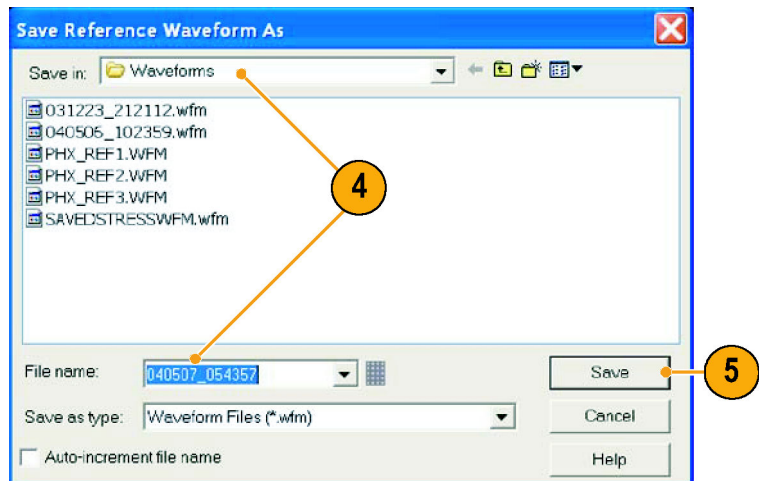 Save Reference Waveform As
Save in: Waveforms
031223_212112.wfm
040506_102359.wfm
PHX_REF1.WFM
PHX_REF2.WFM
PHX_REF3.WFM
SAVEDSTRESSWFM.wfm
4
File name: 040507_054357 Save 5
Save as type: Waveform Files (*.wfm) Cancel
Auto-increment file name Help